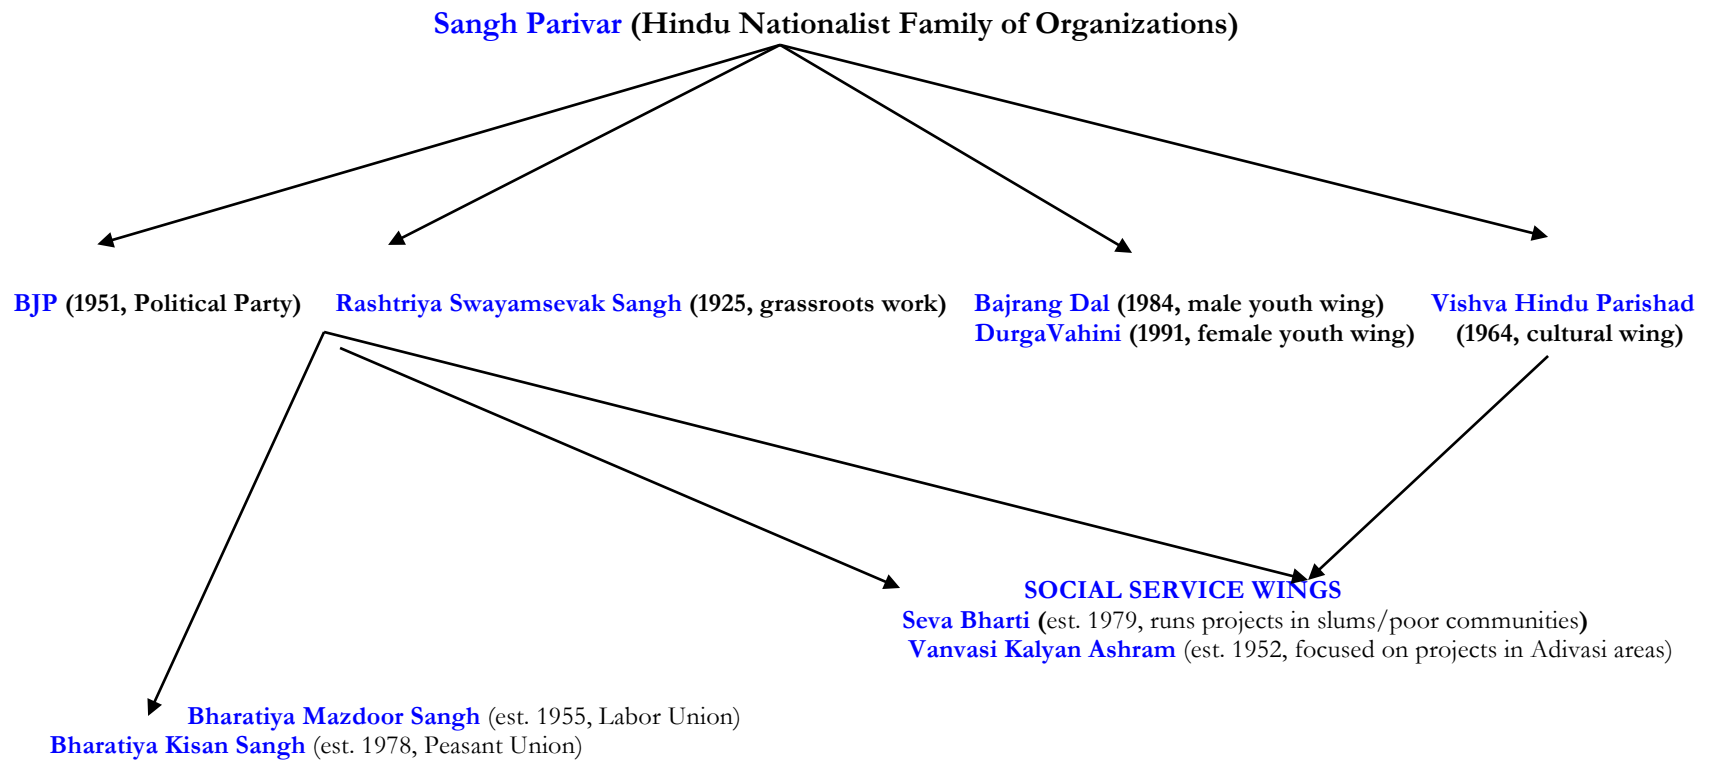 Sangh Parivar (Hindu Nationalist Family of Organizations)
BJP (1951, Political Party)
Rashtriya Swayamsevak Sangh (1925, grassroots work)
Bajrang Dal (1984, male youth wing)
DurgaVahini (1991, female youth wing)
Vishva Hindu Parishad
(1964, cultural wing)
SOCIAL SERVICE WINGS
Seva Bharti (est. 1979, runs projects in slums/poor communities)
Vanvasi Kalyan Ashram (est. 1952, focused on projects in Adivasi areas)
Bharatiya Mazdoor Sangh (est. 1955, Labor Union)
Bharatiya Kisan Sangh (est. 1978, Peasant Union)